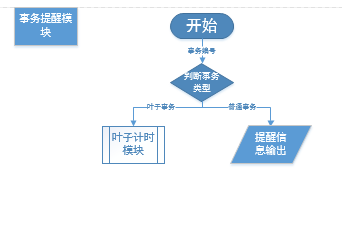 事务提醒模
块
开始
事务编号
判断事务
类型
叶子事务
普通事务
叶子计时
模块
提醒信
息输出